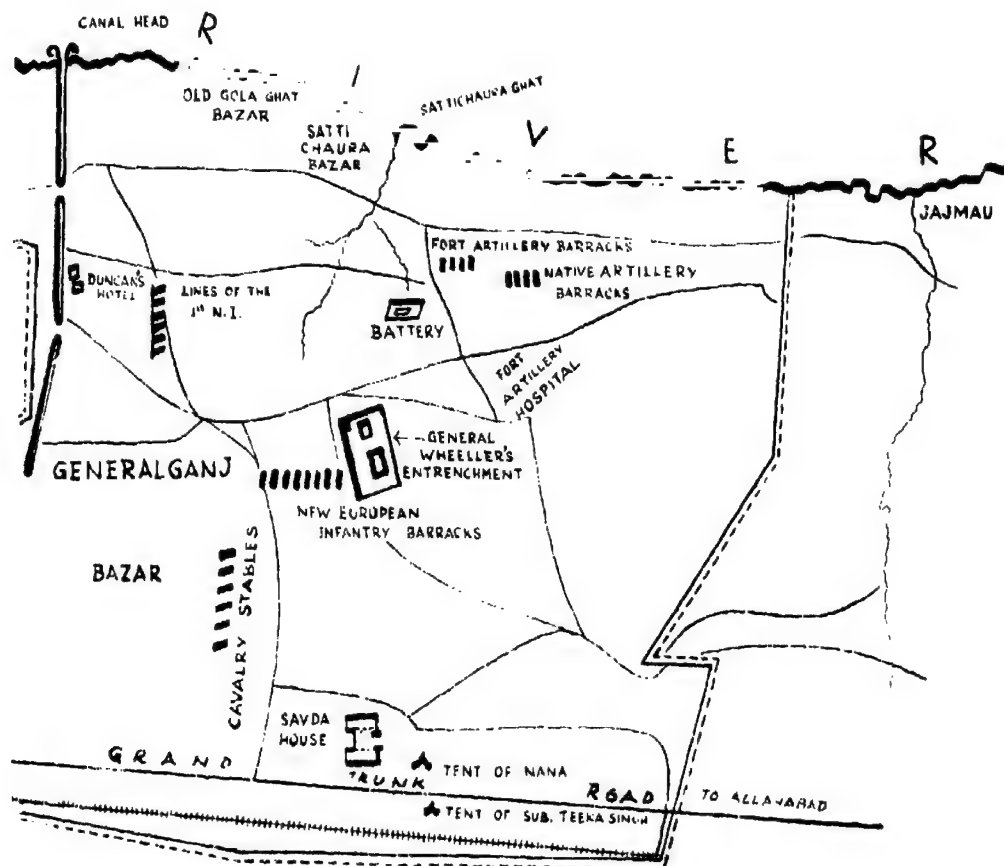 CANAL HEAD
R
V
E
R
OLD GOLA GHAT
BAZAR
SATTICHAURA GHAT
SATTI
CHAURA
BAZAR
JAJMAU
FORT ARTILLERY BARRACKS
NATIVE ARTILLERY
BARRACKS
DUNCAN'S
HOTEL
LINES OF THE
1st N.I.
BATTERY
FORT
ARTILLERY
HOSPITAL
GENERAL
WHEELLER'S
ENTRENCHMENT
GENERALGANJ
NEW EUROPEAN
INFANTRY BARRACKS
BAZAR
CAVALRY STABLES
SAVDA
HOUSE
TENT OF NANA
GRAND TRUNK ROAD
TO ALLAHABAD
TENT OF SUB. TEEKA SINGH